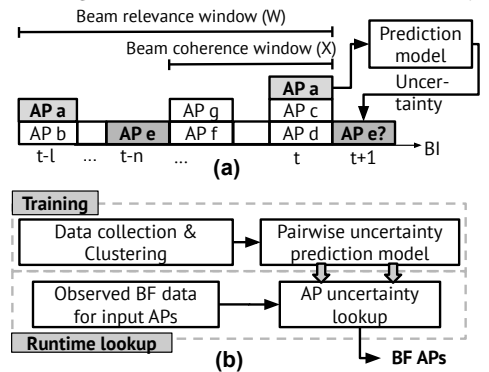 Beam relevance window (W)
Beam coherence window (X)
Prediction
model
Uncer-
tainty
AP a
AP a
AP g
AP c
AP b
AP e
AP f
AP d
AP e?
BI
t-l
...
t-n
...
t
t+1
(a)
Training
Data collection &
Clustering
Pairwise uncertainty
prediction model
Observed BF data
for input APs
AP uncertainty
lookup
Runtime lookup
(b)
BF APs